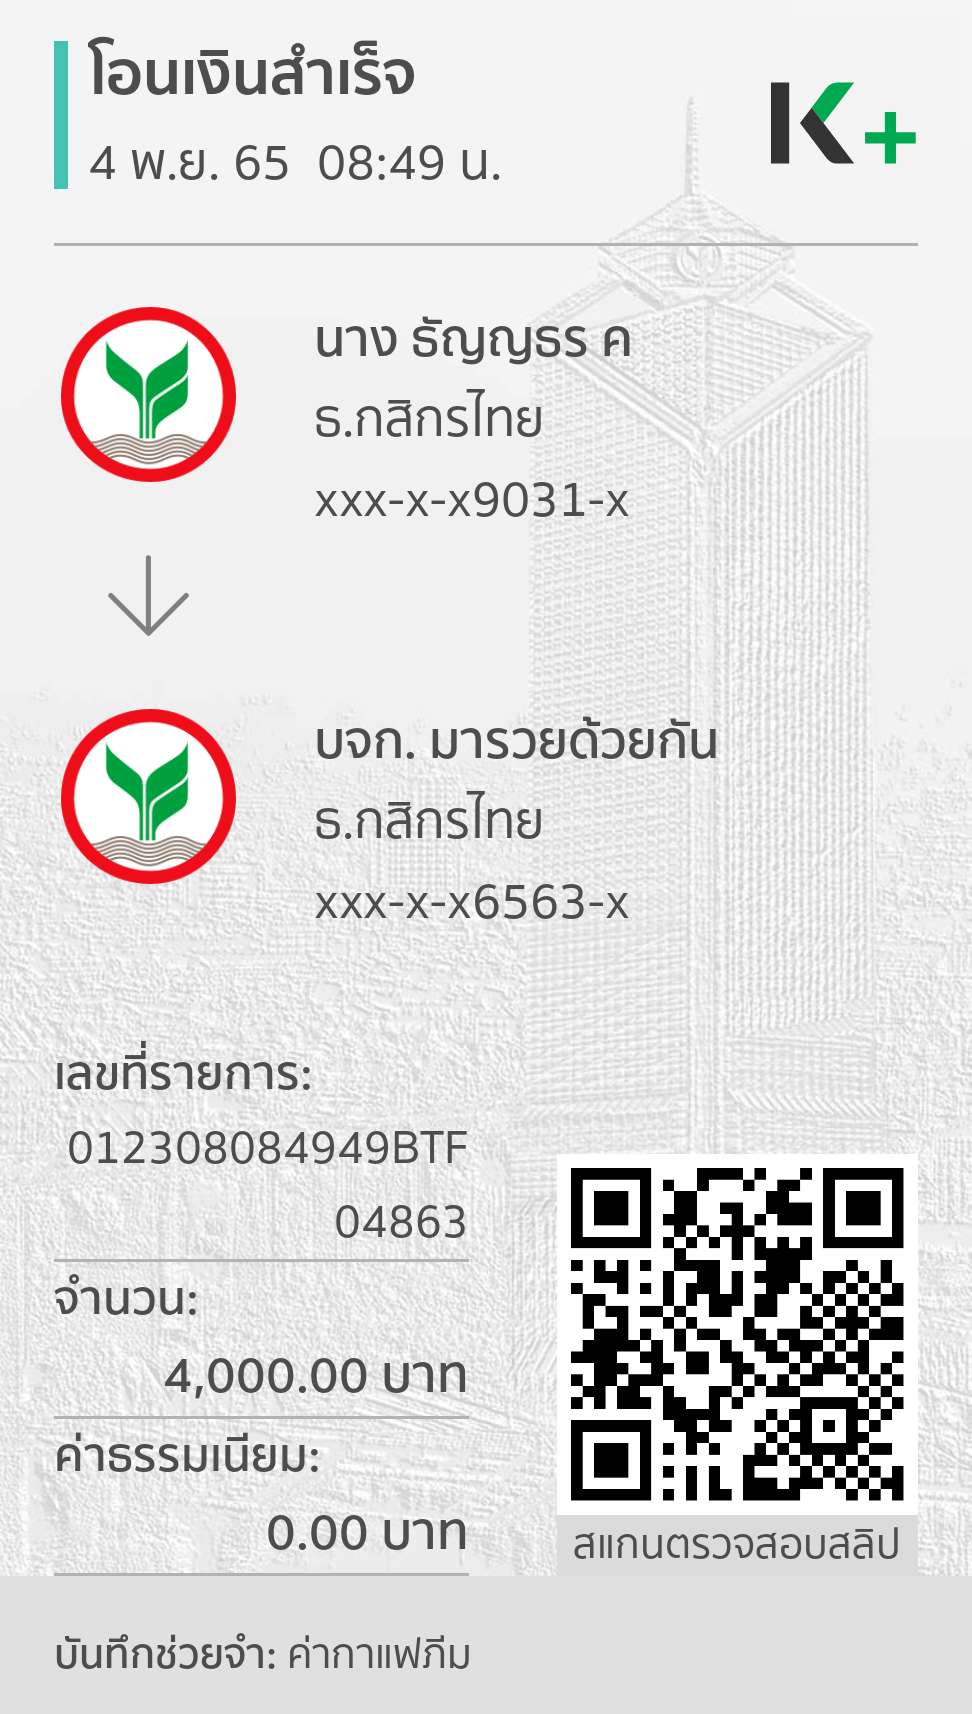 โอนเงินสำเร็จ
4 พ.ย. 65 08:49 น.
K+
นาง ธัญญธร ค
ธ.กสิกรไทย
xxx-x-x9031-x
บจก. มารวยด้วยกัน
ธ.กสิกรไทย
xxx-x-x6563-x
เลขที่รายการ:
012308084949BTF
04863
จำนวน:
4,000.00 บาท
ค่าธรรมเนียม:
0.00 บาท
สแกนตรวจสอบสลิป
บันทึกช่วยจำ: ค่ากาแฟภีม